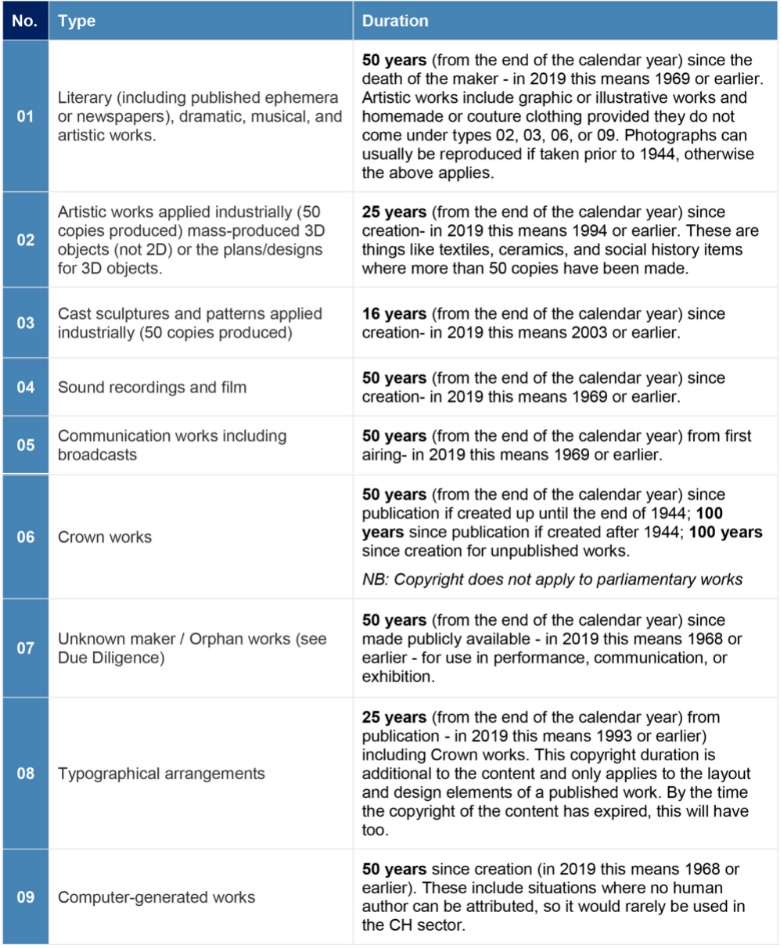 No. Type Duration
01
Literary (including published ephemera
or newspapers), dramatic, musical, and
artistic works.
50 years (from the end of the calendar year) since the
death of the maker - in 2019 this means 1969 or earlier.
Artistic works include graphic or illustrative works and
homemade or couture clothing provided they do not
come under types 02, 03, 06, or 09. Photographs can
usually be reproduced if taken prior to 1944, otherwise
the above applies.
02
Artistic works applied industrially (50
copies produced) mass-produced 3D
objects (not 2D) or the plans/designs
for 3D objects.
25 years (from the end of the calendar year) since
creation- in 2019 this means 1994 or earlier. These are
things like textiles, ceramics, and social history items
where more than 50 copies have been made.
03
Cast sculptures and patterns applied
industrially (50 copies produced)
16 years (from the end of the calendar year) since
creation- in 2019 this means 2003 or earlier.
04
Sound recordings and film
50 years (from the end of the calendar year) since
creation- in 2019 this means 1969 or earlier.
05
Communication works including
broadcasts
50 years (from the end of the calendar year) from first
airing- in 2019 this means 1969 or earlier.
06
Crown works
50 years (from the end of the calendar year) since
publication if created up until the end of 1944; 100
years since publication if created after 1944; 100 years
since creation for unpublished works.
NB: Copyright does not apply to parliamentary works
07
Unknown maker / Orphan works (see
Due Diligence)
50 years (from the end of the calendar year) since
made publicly available - in 2019 this means 1968 or
earlier - for use in performance, communication, or
exhibition.
08
Typographical arrangements
25 years (from the end of the calendar year) from
publication - in 2019 this means 1993 or earlier)
including Crown works. This copyright duration is
additional to the content and only applies to the layout
and design elements of a published work. By the time
the copyright of the content has expired, this will have
too.
09
Computer-generated works
50 years since creation (in 2019 this means 1968 or
earlier). These include situations where no human
author can be attributed, so it would rarely be used in
the CH sector.